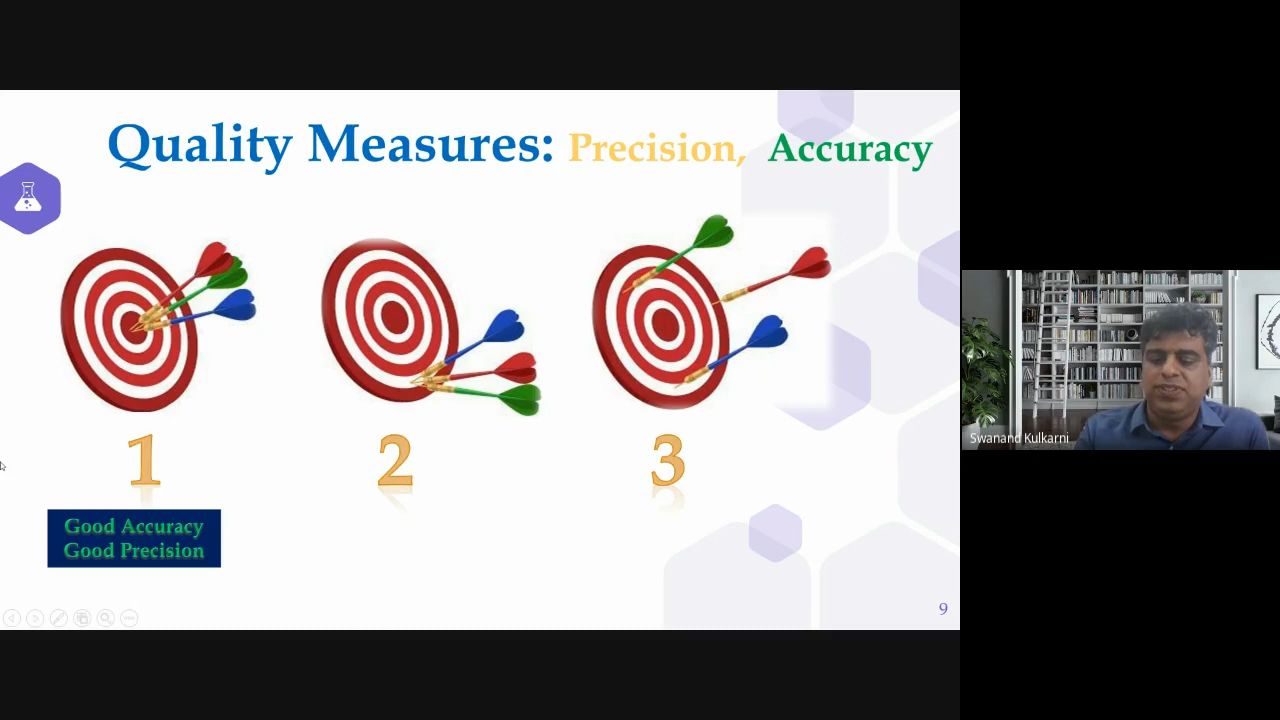 Quality Measures: Precision, Accuracy
1
2
3
Good Accuracy
Good Precision
9
Swanand Kulkarni